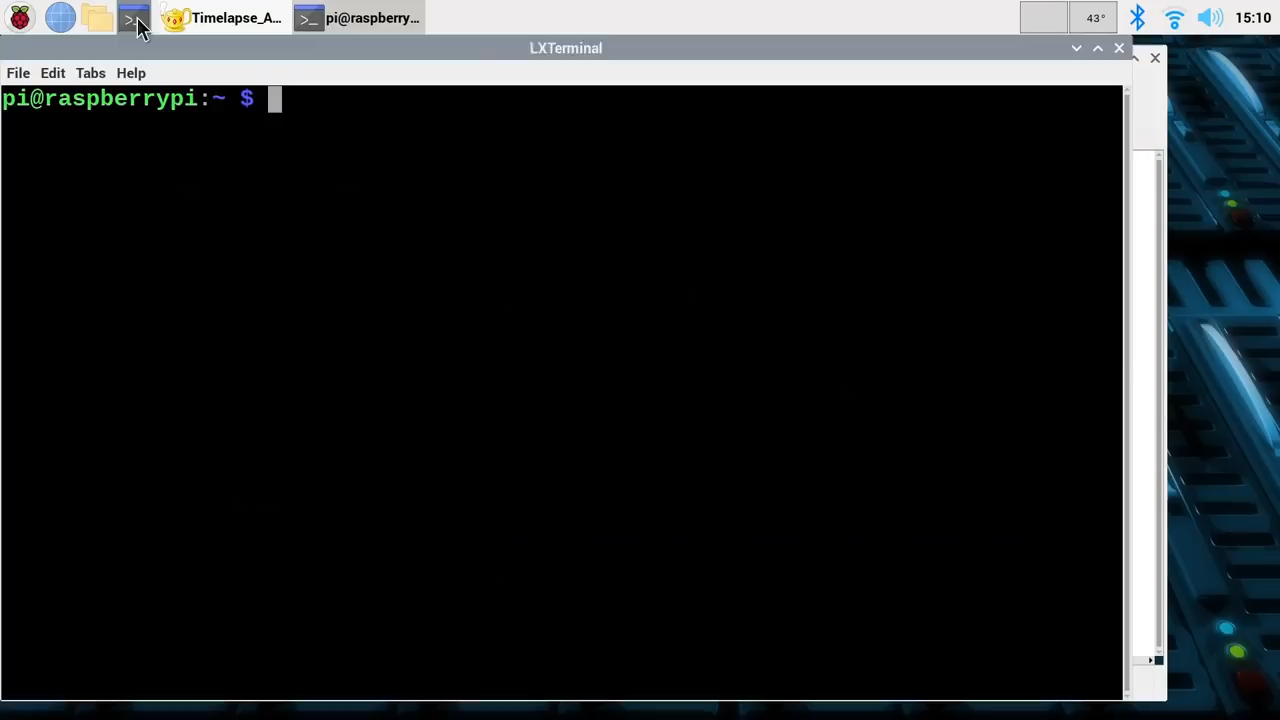 Timelapse_A...
pi@raspberry...
43°
15:10
LXTerminal
File Edit Tabs Help
pi@raspberrypi:~ $